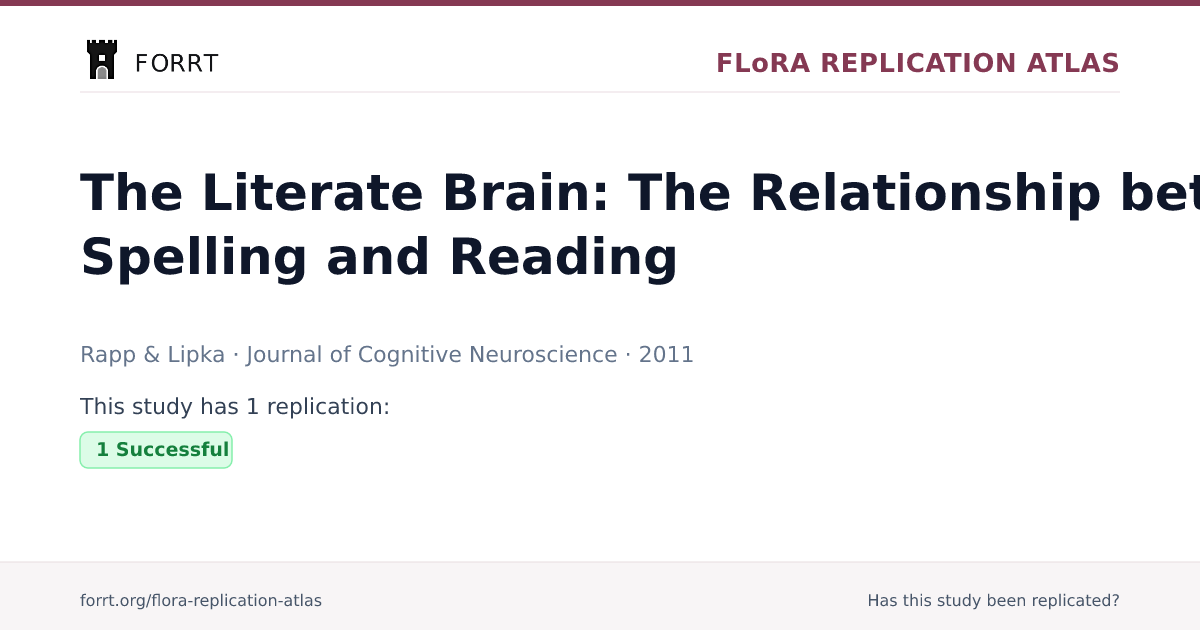 FORRT
FLoRA REPLICATION ATLAS
The Literate Brain: The Relationship bet
Spelling and Reading
Rapp & Lipka · Journal of Cognitive Neuroscience · 2011
This study has 1 replication:
1 Successful
forrt.org/flora-replication-atlas
Has this study been replicated?